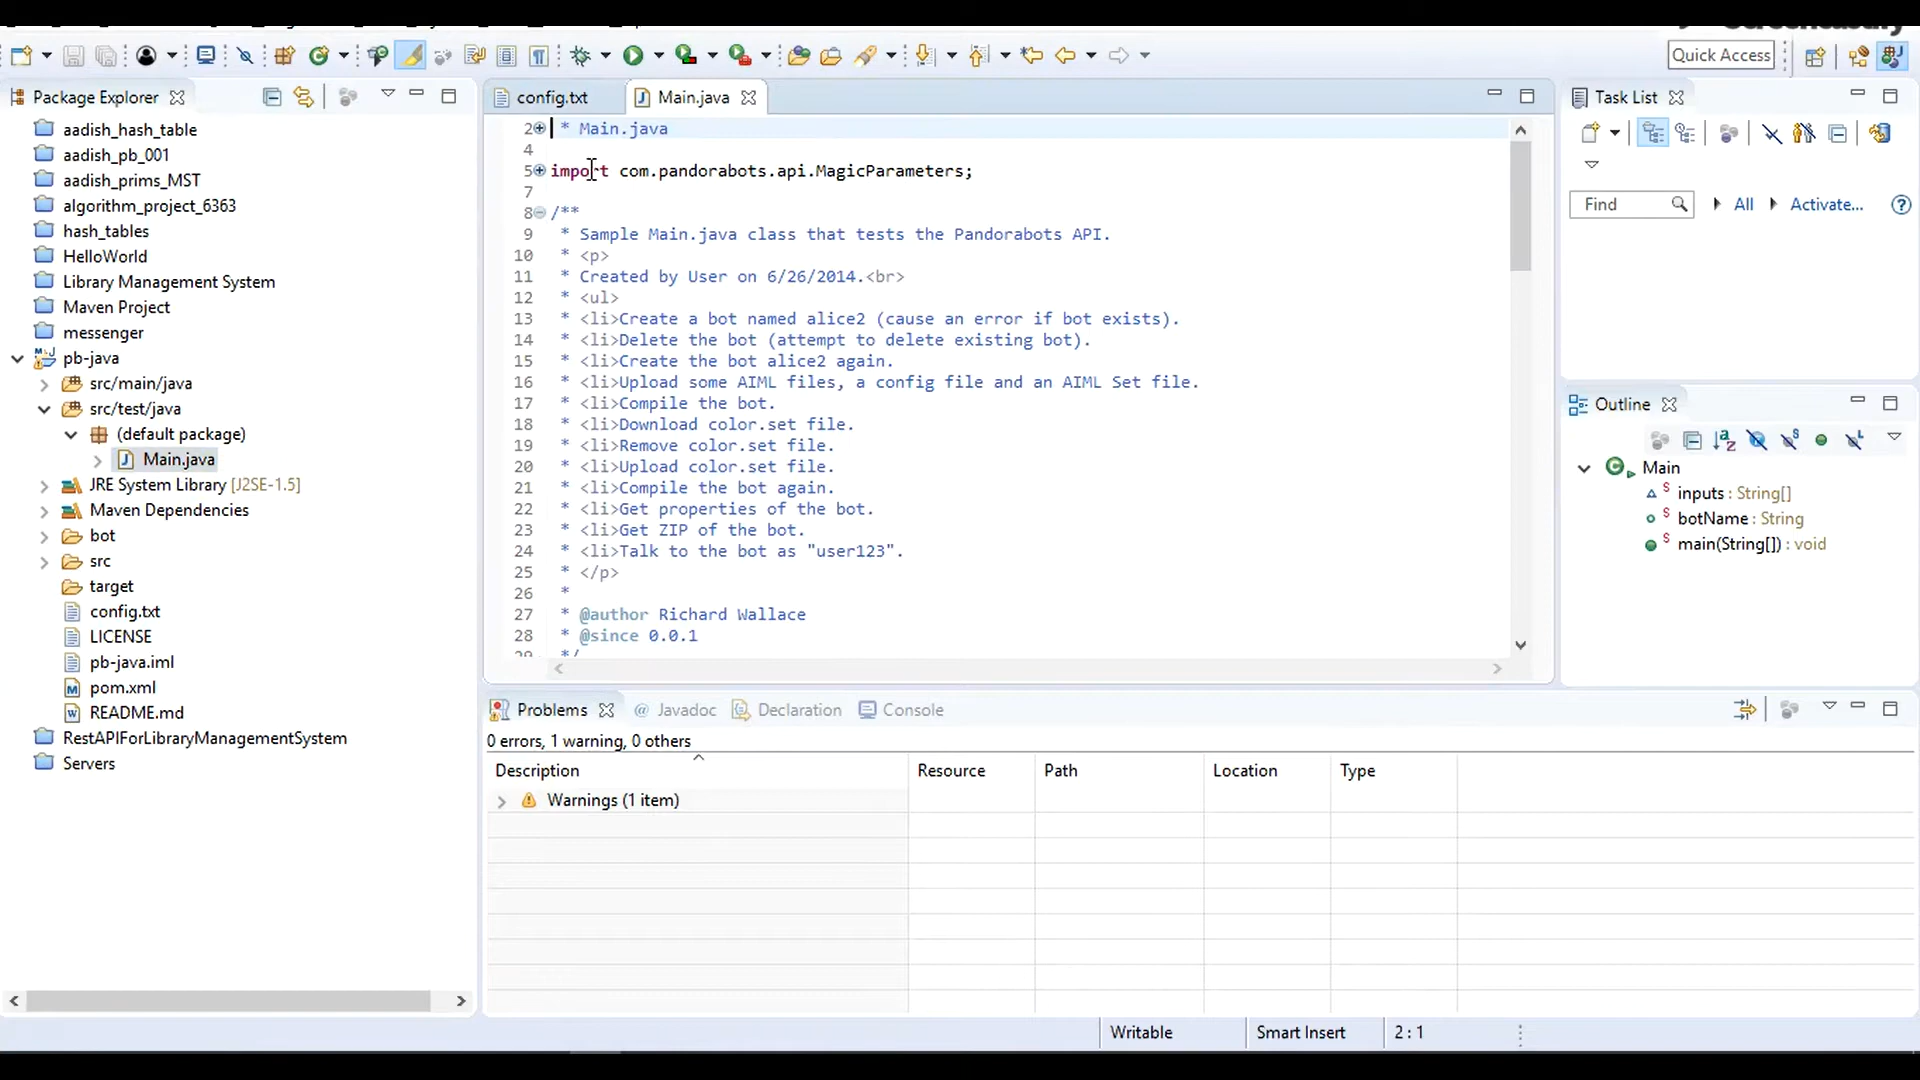 Quick Access
Package Explorer
aadish_hash_table
aadish_pb_001
aadish_prims_MST
algorithm_project_6363
hash_tables
HelloWorld
Library Management System
Maven Project
messenger
pb-java
src/main/java
src/test/java
(default package)
Main.java
JRE System Library [J2SE-1.5]
Maven Dependencies
bot
src
target
config.txt
LICENSE
pb-java.iml
pom.xml
README.md
RestAPIForLibraryManagementSystem
Servers
config.txt
Main.java
2 * Main.java
4
5 import com.pandorabots.api.MagicParameters;
7
8 /**
9 * Sample Main.java class that tests the Pandorabots API.
10 * <p>
11 * Created by User on 6/26/2014.<br>
12 * <ul>
13 * <li>Create a bot named alice2 (cause an error if bot exists).
14 * <li>Delete the bot (attempt to delete existing bot).
15 * <li>Create the bot alice2 again.
16 * <li>Upload some AIML files, a config file and an AIML Set file.
17 * <li>Compile the bot.
18 * <li>Download color.set file.
19 * <li>Remove color.set file.
20 * <li>Upload color.set file.
21 * <li>Compile the bot again.
22 * <li>Get properties of the bot.
23 * <li>Get ZIP of the bot.
24 * <li>Talk to the bot as "user123".
25 * </p>
26 *
27 * @author Richard Wallace
28 * @since 0.0.1
29 */
Task List
Find
All
Activate...
Outline
Main
inputs : String[]
botName : String
main(String[]) : void
Problems
@ Javadoc
Declaration
Console
0 errors, 1 warning, 0 others
Description
Resource
Path
Location
Type
Warnings (1 item)
Writable
Smart Insert
2 : 1